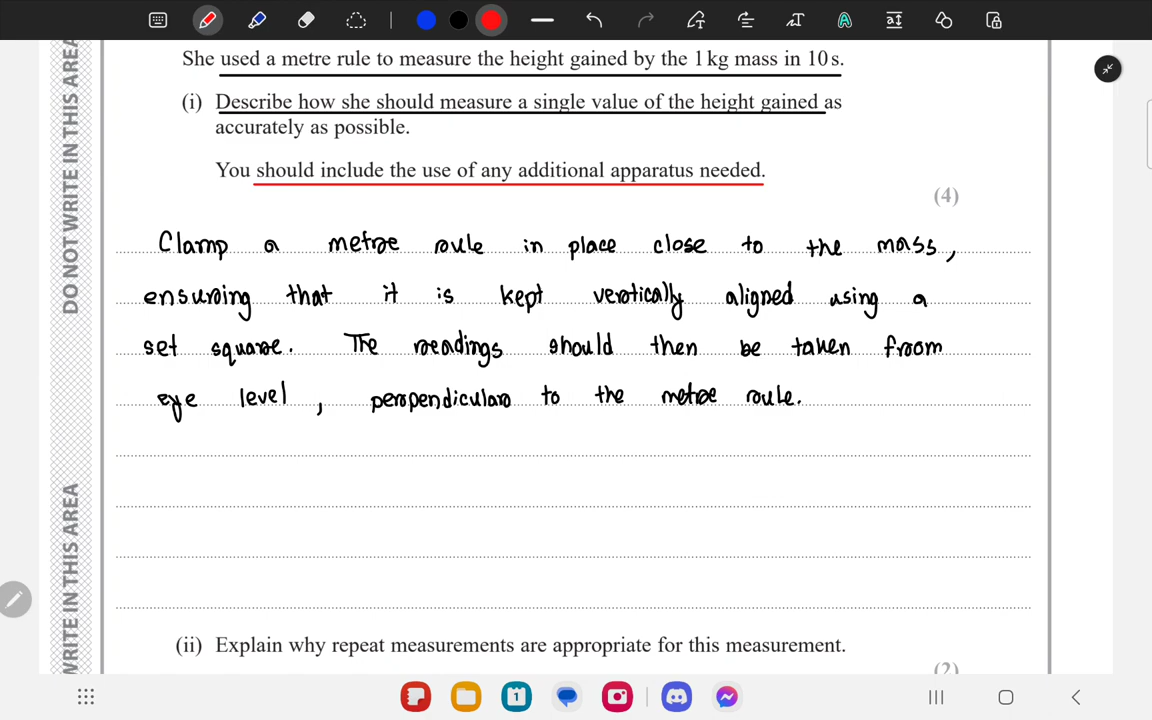 She used a metre rule to measure the height gained by the 1 kg mass in 10 s.
(i) Describe how she should measure a single value of the height gained as
accurately as possible.
You should include the use of any additional apparatus needed.
(4)
Clamp a metre rule in place close to the mass,
ensuring that it is kept vertically aligned using a
set square. The readings should then be taken from
eye level, perpendicular to the metre rule.
(ii) Explain why repeat measurements are appropriate for this measurement.
(2)
DO NOT WRITE IN THIS AREA
WRITE IN THIS AREA